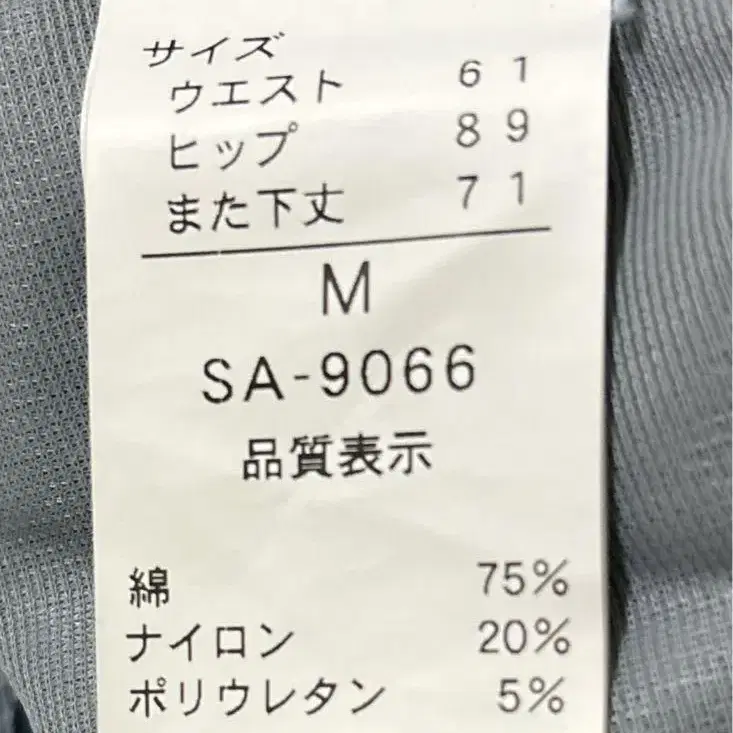 サイズ
ウエスト 61
ヒップ 89
また下丈 71
M
SA-9066
品質表示
綿 75%
ナイロン 20%
ポリウレタン 5%